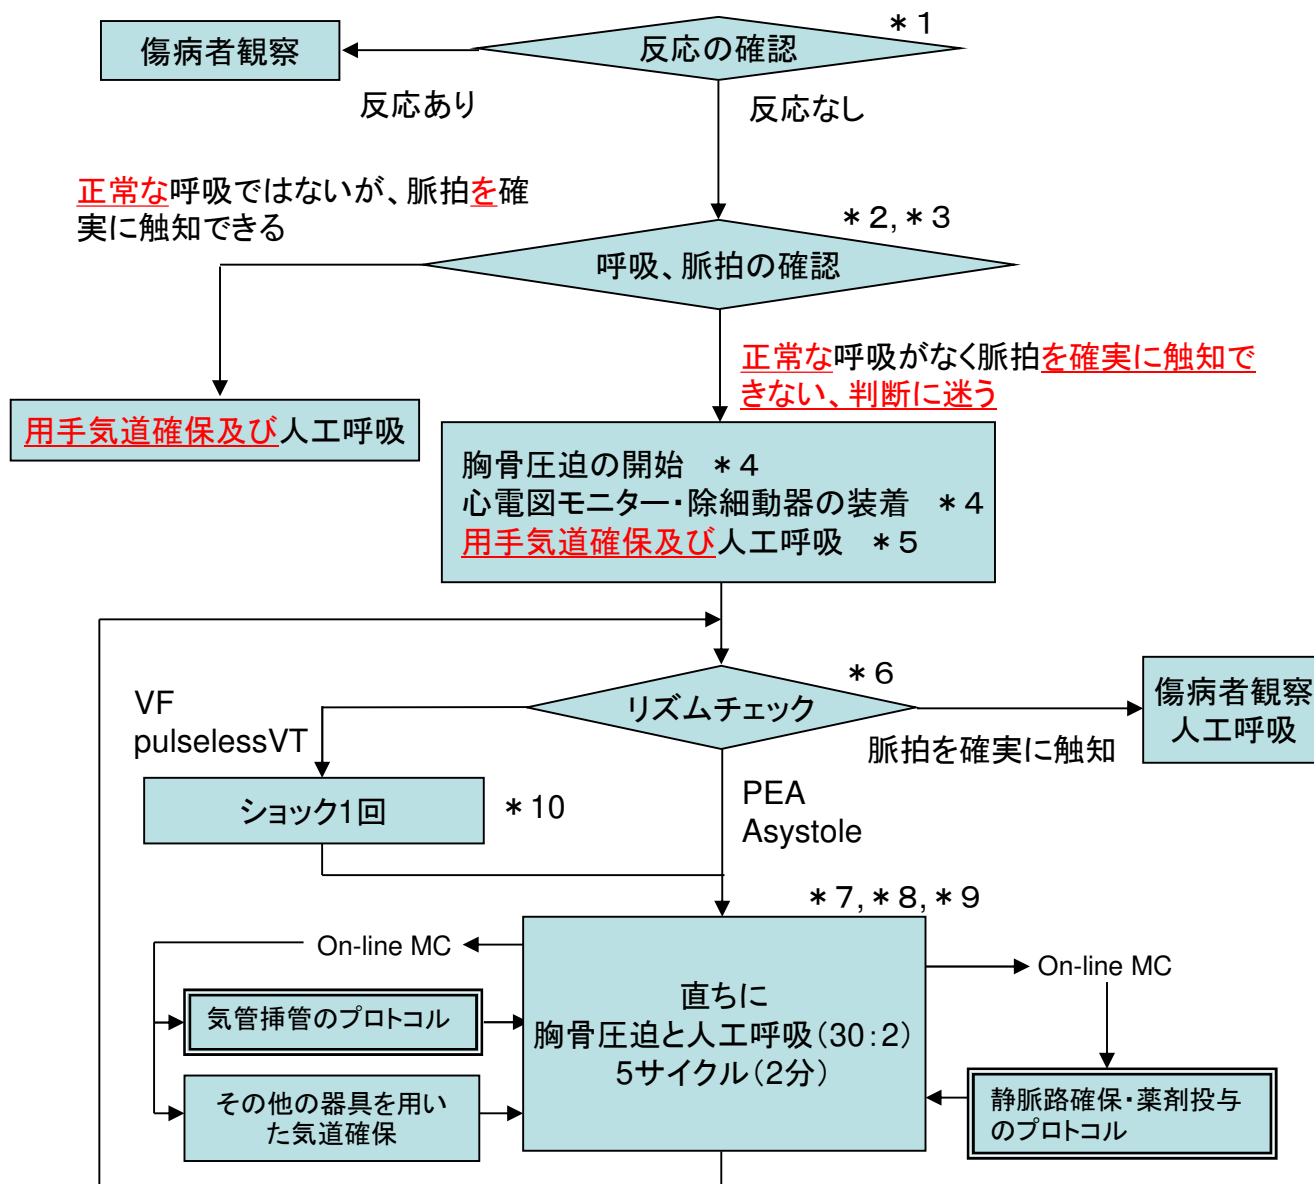 ＊1
傷病者観察
反応の確認
反応あり
反応なし
正常な呼吸ではないが、脈拍を確
実に触知できる
＊2，＊3
呼吸、脈拍の確認
正常な呼吸がなく脈拍を確実に触知で
きない、判断に迷う
用手気道確保及び人工呼吸
胸骨圧迫の開始　＊4
心電図モニター・除細動器の装着　＊4
用手気道確保及び人工呼吸　＊5
＊6
リズムチェック
傷病者観察
人工呼吸
VF
pulselessVT
脈拍を確実に触知
ショック1回
＊10
PEA
Asystole
＊7，＊8，＊9
On-line MC
On-line MC
直ちに
胸骨圧迫と人工呼吸（30：2）
5サイクル（2分）
気管挿管のプロトコル
その他の器具を用い
た気道確保
静脈路確保・薬剤投与
のプロトコル